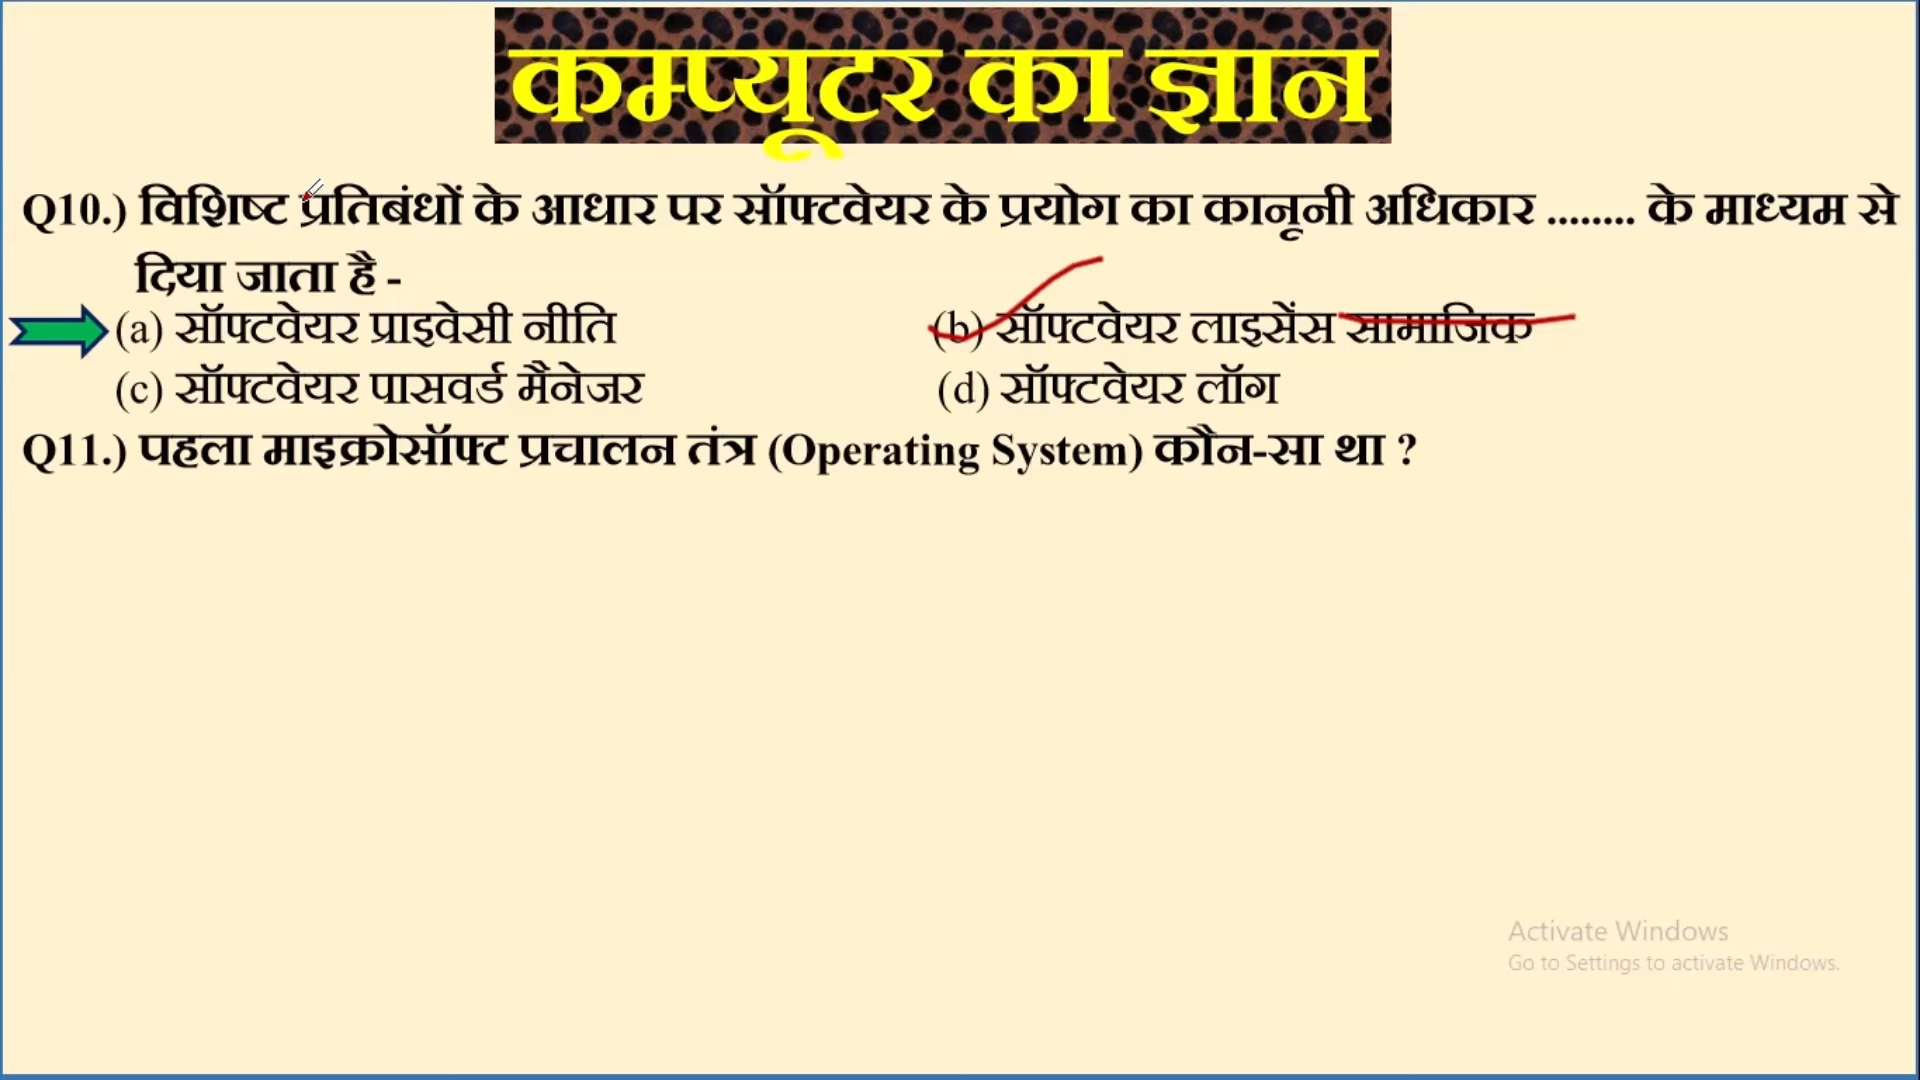 कम्प्यूटर का ज्ञान
Q10.) विशिष्ट प्रतिबंधों के आधार पर सॉफ्टवेयर के प्रयोग का कानूनी अधिकार ........ के माध्यम से
दिया जाता है -
(a) सॉफ्टवेयर प्राइवेसी नीति (b) सॉफ्टवेयर लाइसेंस सामाजिक
(c) सॉफ्टवेयर पासवर्ड मैनेजर (d) सॉफ्टवेयर लॉग
Q11.) पहला माइक्रोसॉफ्ट प्रचालन तंत्र (Operating System) कौन-सा था ?
Activate Windows
Go to Settings to activate Windows.